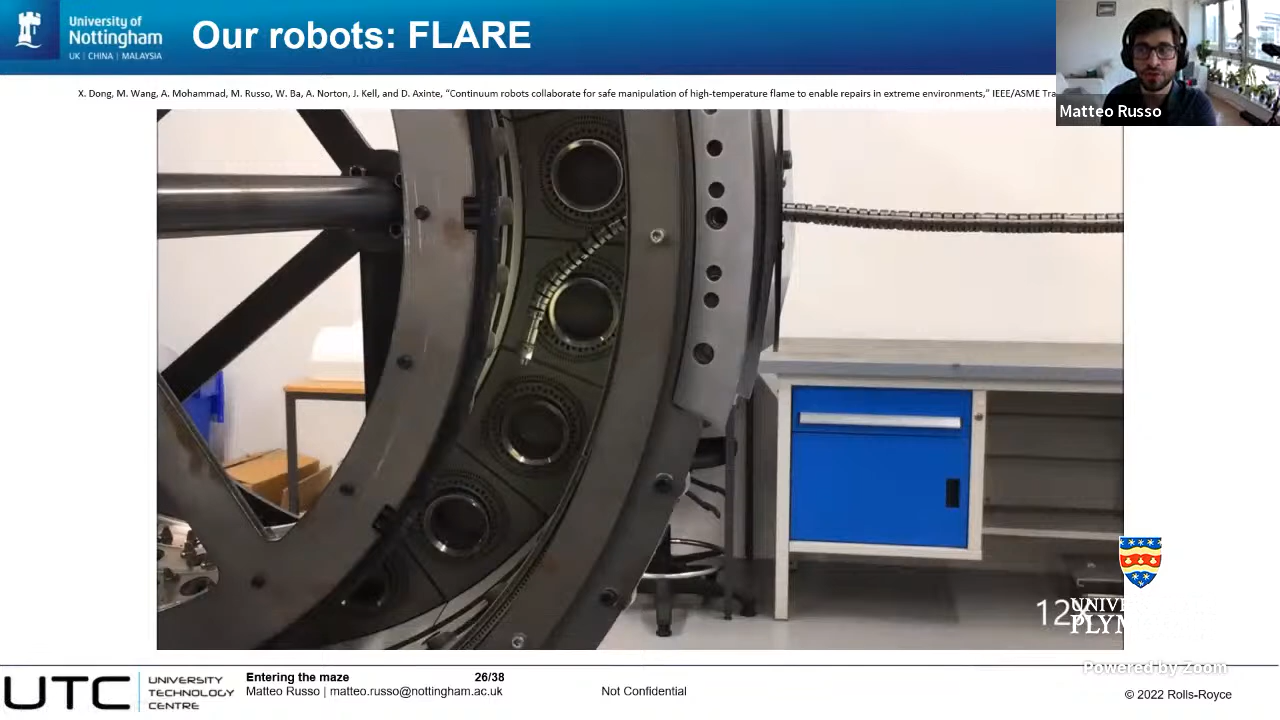 University of
Nottingham
UK | CHINA | MALAYSIA
Our robots: FLARE
X. Dong, M. Wang, A. Mohammad, M. Russo, W. Ba, A. Norton, J. Kell, and D. Axinte, “Continuum robots collaborate for safe manipulation of high-temperature flame to enable repairs in extreme environments,” IEEE/ASME
Matteo Russo
PLYM
Powered by Zoom
UTC
UNIVERSITY
TECHNOLOGY
CENTRE
Entering the maze
26/38
Matteo Russo | matteo.russo@nottingham.ac.uk
Not Confidential
© 2022 Rolls-Royce